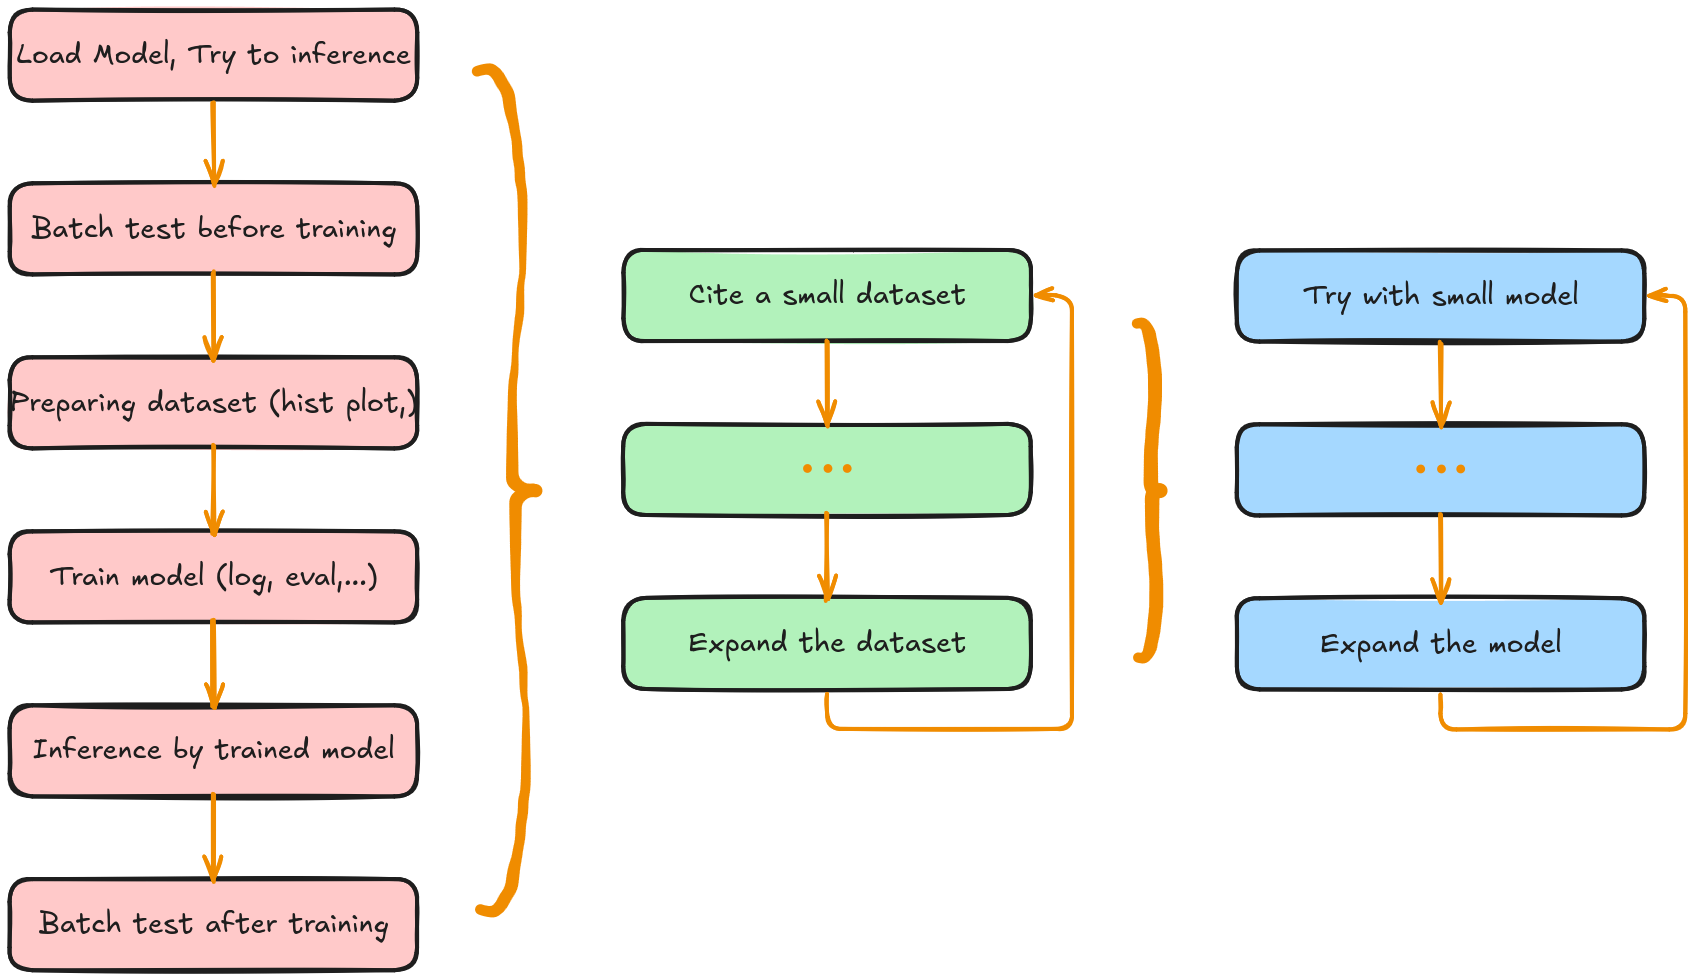 Load Model, Try to inference
Batch test before training
Preparing dataset (hist plot,)
Train model (log, eval,...)
Inference by trained model
Batch test after training
Cite a small dataset
...
Expand the dataset
Try with small model
...
Expand the model